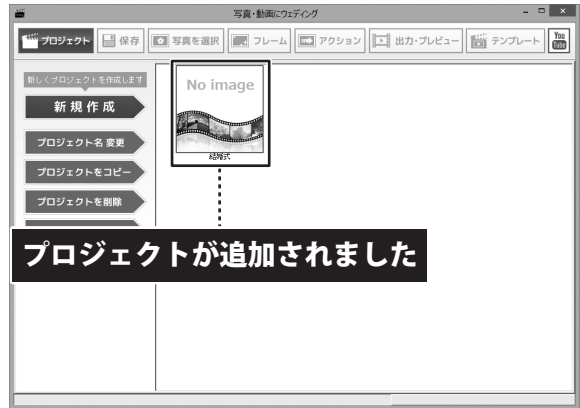 写真・動画にウェディング
プロジェクト 保存 写真を選択 フレーム アクション 出力・プレビュー テンプレート You Tube
新しくプロジェクトを作成します
新規作成
プロジェクト名変更
プロジェクトをコピー
プロジェクトを削除
No image
結婚式
プロジェクトが追加されました